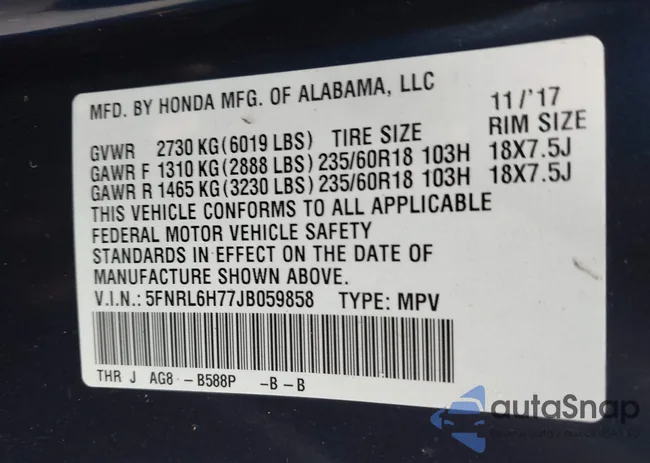 MFD. BY HONDA MFG. OF ALABAMA, LLC 11/'17
GVWR 2730 KG(6019 LBS) TIRE SIZE RIM SIZE
GAWR F 1310 KG(2888 LBS)235/60R18 103H 18X7.5J
GAWR R 1465 KG(3230 LBS)235/60R18 103H 18X7.5J
THIS VEHICLE CONFORMS TO ALL APPLICABLE
FEDERAL MOTOR VEHICLE SAFETY
STANDARDS IN EFFECT ON THE DATE OF
MANUFACTURE SHOWN ABOVE.
V.I.N.: 5FNRL6H77JB059858 TYPE: MPV
THR J AG8 - B588P -B-B
autoSnap